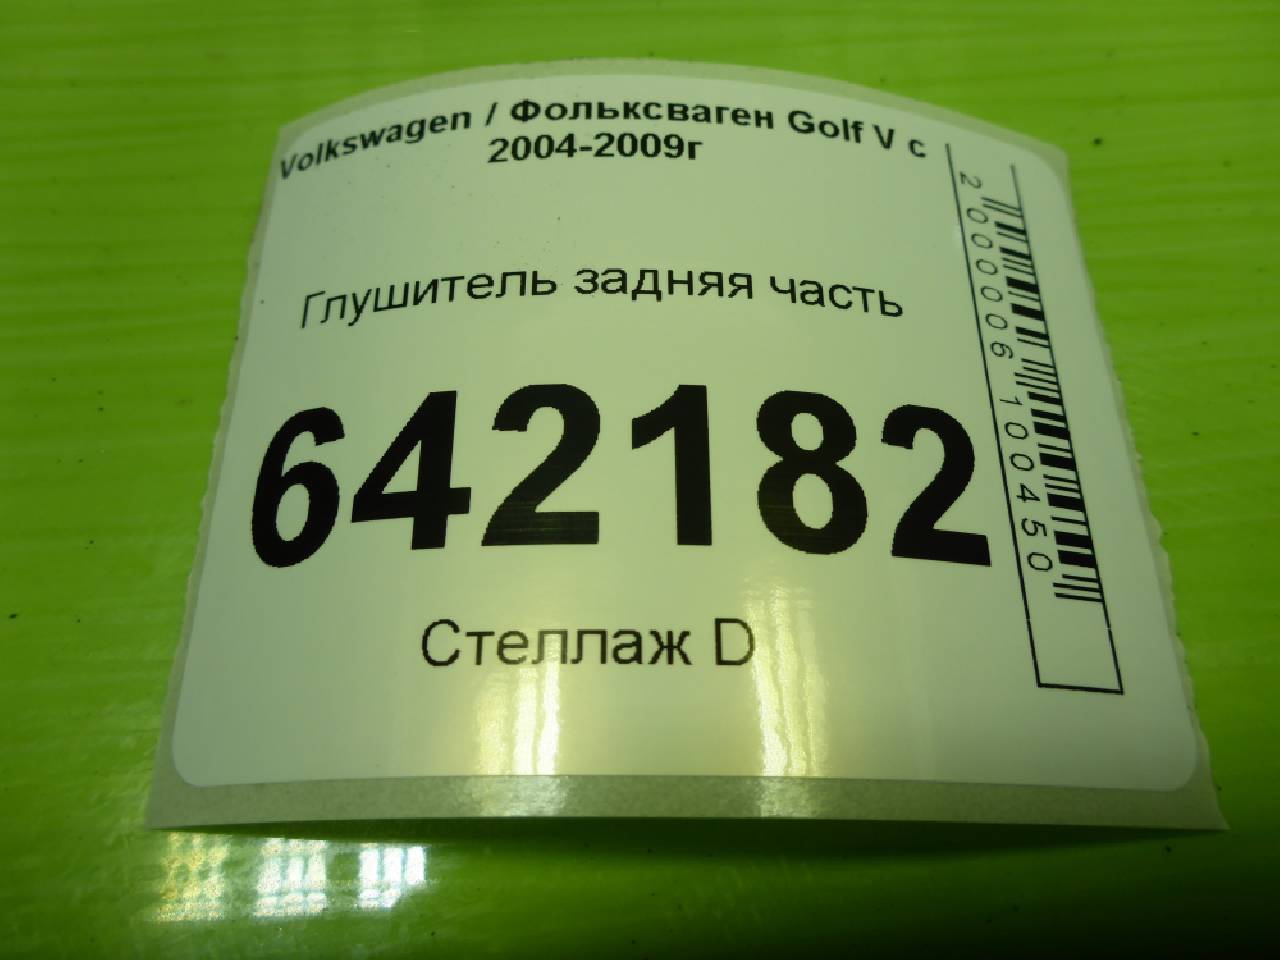 Volkswagen / Фольксваген Golf V с
2004-2009г
Глушитель задняя часть
642182
Стеллаж D
2000006100450